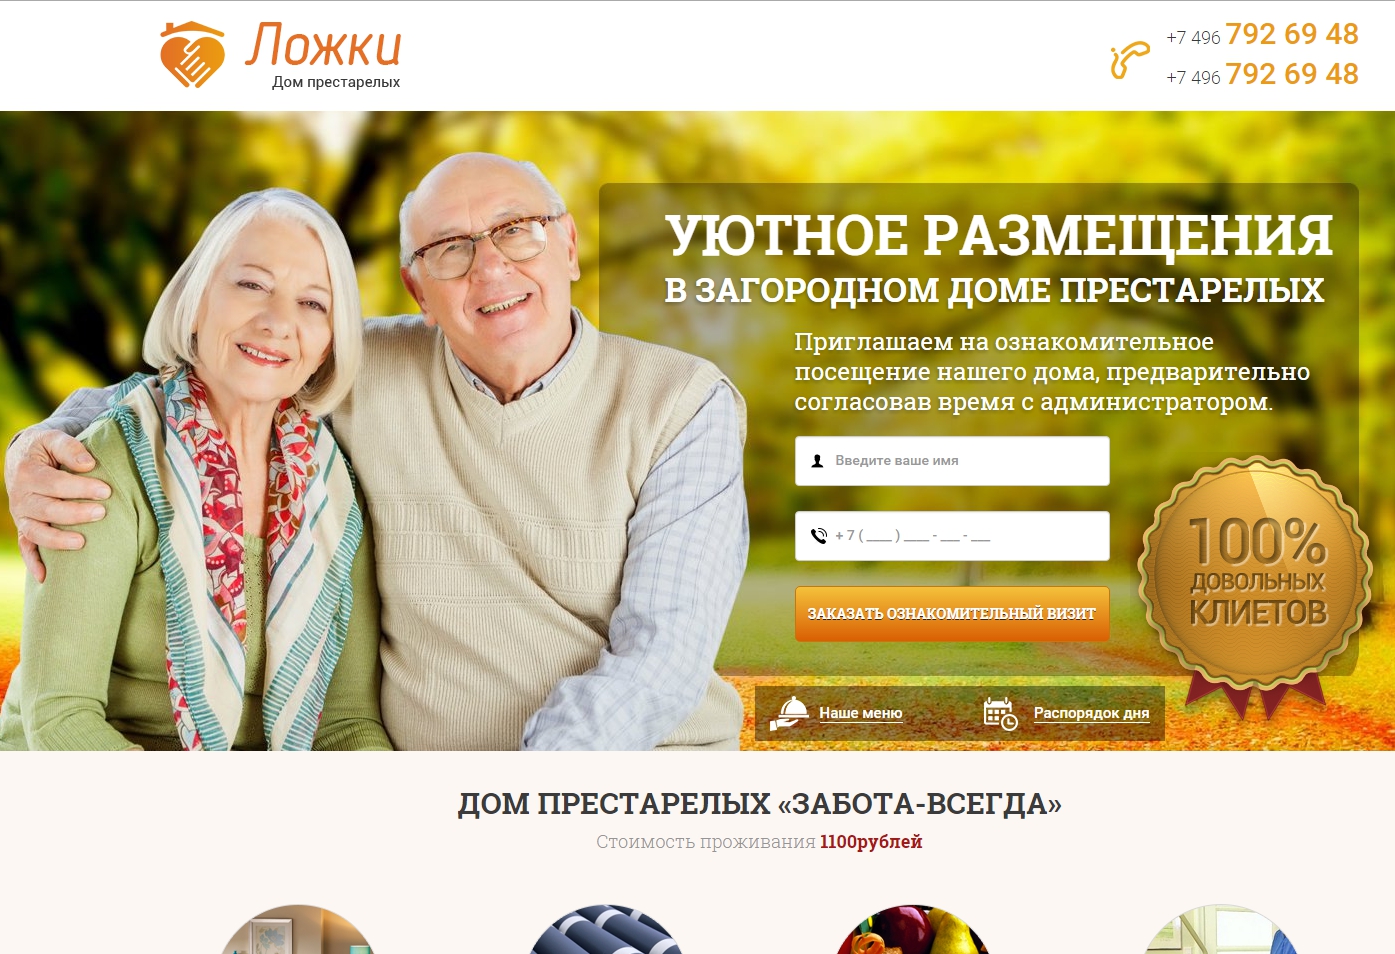 Ложки
Дом престарелых
+7 496 792 69 48
+7 496 792 69 48
УЮТНОЕ РАЗМЕЩЕНИЯ
В ЗАГОРОДНОМ ДОМЕ ПРЕСТАРЕЛЫХ
Приглашаем на ознакомительное
посещение нашего дома, предварительно
согласовав время с администратором.
Введите ваше имя
+ 7 ( ___ ) ___ - __ - __
ЗАКАЗАТЬ ОЗНАКОМИТЕЛЬНЫЙ ВИЗИТ
100%
ДОВОЛЬНЫХ
КЛИЕТОВ
Наше меню
Распорядок дня
ДОМ ПРЕСТАРЕЛЫХ «ЗАБОТА-ВСЕГДА»
Стоимость проживания 1100рублей